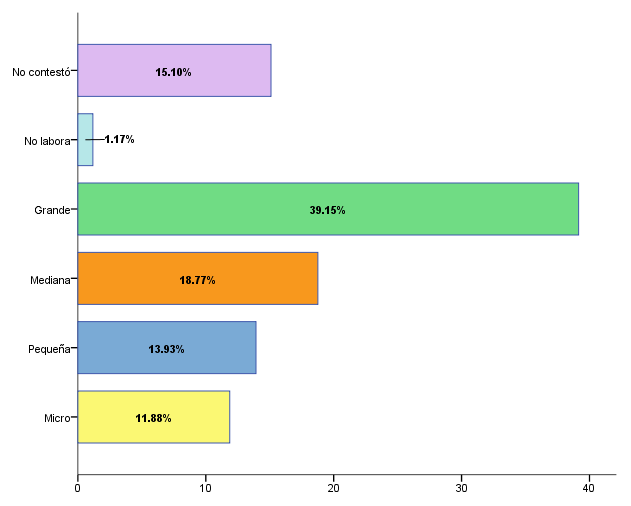 No contestó 15.10%
No labora 1.17%
Grande 39.15%
Mediana 18.77%
Pequeña 13.93%
Micro 11.88%
0 10 20 30 40